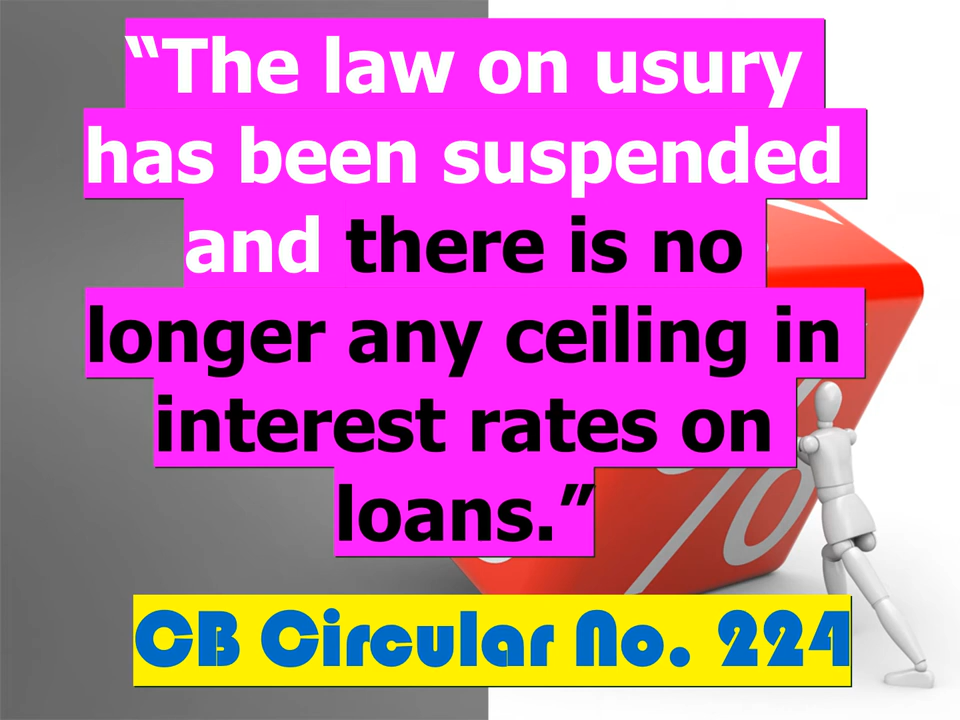 “The law on usury
has been suspended
and there is no
longer any ceiling in
interest rates on
loans.”
%
CB Circular No. 224